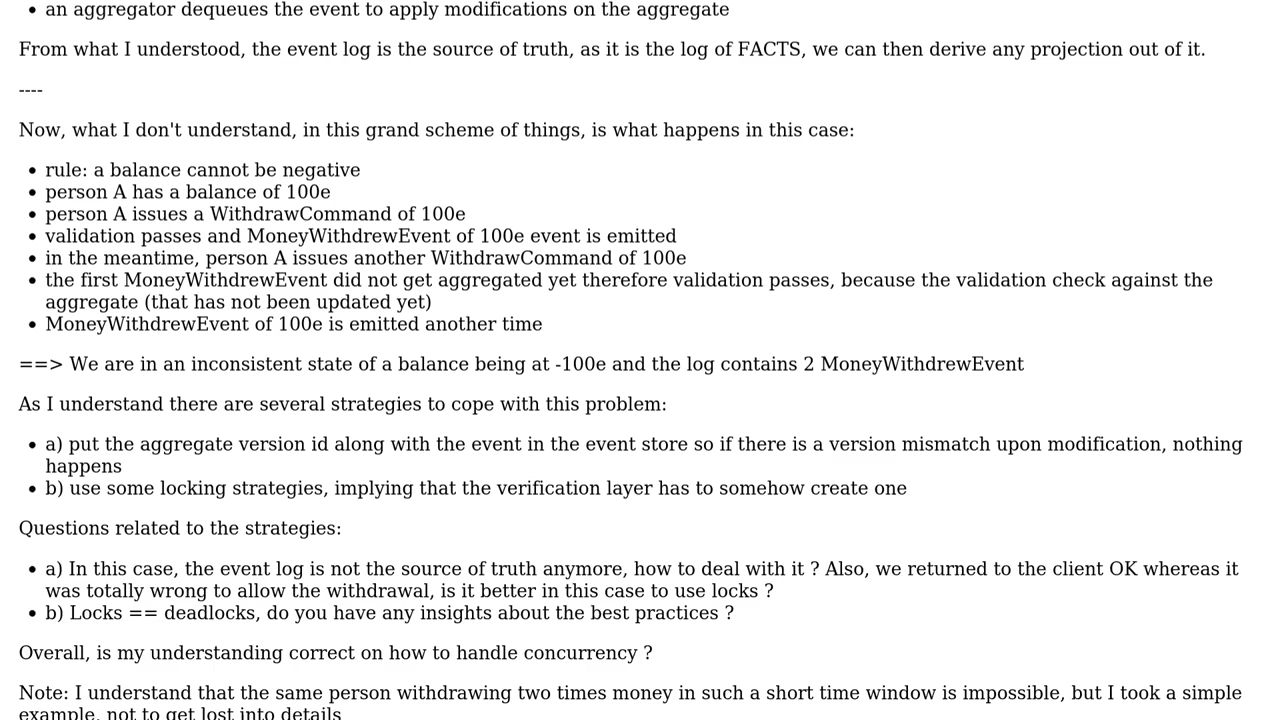 • an aggregator dequeues the event to apply modifications on the aggregate
From what I understood, the event log is the source of truth, as it is the log of FACTS, we can then derive any projection out of it.
----
Now, what I don't understand, in this grand scheme of things, is what happens in this case:
• rule: a balance cannot be negative
• person A has a balance of 100e
• person A issues a WithdrawCommand of 100e
• validation passes and MoneyWithdrewEvent of 100e event is emitted
• in the meantime, person A issues another WithdrawCommand of 100e
• the first MoneyWithdrewEvent did not get aggregated yet therefore validation passes, because the validation check against the
aggregate (that has not been updated yet)
• MoneyWithdrewEvent of 100e is emitted another time
==> We are in an inconsistent state of a balance being at -100e and the log contains 2 MoneyWithdrewEvent
As I understand there are several strategies to cope with this problem:
• a) put the aggregate version id along with the event in the event store so if there is a version mismatch upon modification, nothing
happens
• b) use some locking strategies, implying that the verification layer has to somehow create one
Questions related to the strategies:
• a) In this case, the event log is not the source of truth anymore, how to deal with it ? Also, we returned to the client OK whereas it
was totally wrong to allow the withdrawal, is it better in this case to use locks ?
• b) Locks == deadlocks, do you have any insights about the best practices ?
Overall, is my understanding correct on how to handle concurrency ?
Note: I understand that the same person withdrawing two times money in such a short time window is impossible, but I took a simple
example, not to get lost into details